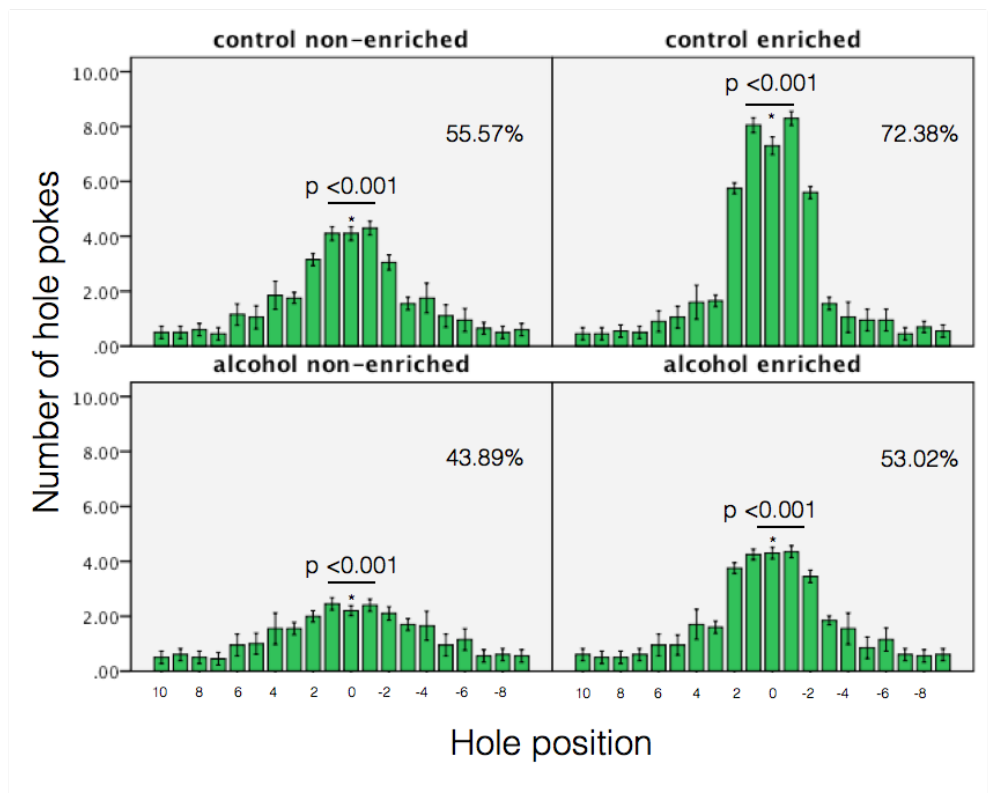 control non-enriched
control enriched
10.00
8.00
6.00
4.00
2.00
.00
p <0.001
*
55.57%
p <0.001
*
72.38%
alcohol non-enriched
alcohol enriched
10.00
8.00
6.00
4.00
2.00
.00
p <0.001
*
43.89%
p <0.001
*
53.02%
10 8 6 4 2 0 -2 -4 -6 -8
10 8 6 4 2 0 -2 -4 -6 -8
Number of hole pokes
Hole position